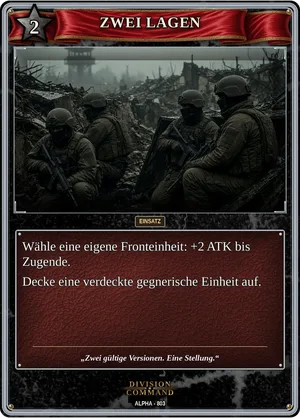 2
ZWEI LAGEN
EINSATZ
Wähle eine eigene Fronteinheit: +2 ATK bis
Zugende.
Decke eine verdeckte gegnerische Einheit auf.
„Zwei gültige Versionen. Eine Stellung.“
DIVISION
COMMAND
ALPHA - 803